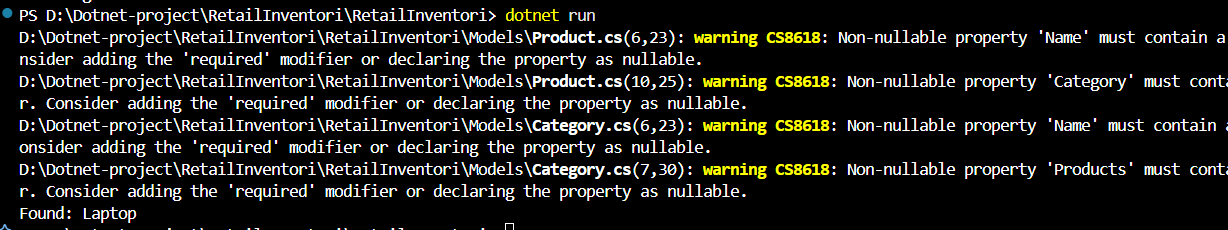 PS D:\Dotnet-project\RetailInventori\RetailInventori> dotnet run
D:\Dotnet-project\RetailInventori\RetailInventori\Models\Product.cs(6,23): warning CS8618: Non-nullable property 'Name' must contain a
nsider adding the 'required' modifier or declaring the property as nullable.
D:\Dotnet-project\RetailInventori\RetailInventori\Models\Product.cs(10,25): warning CS8618: Non-nullable property 'Category' must conta
r. Consider adding the 'required' modifier or declaring the property as nullable.
D:\Dotnet-project\RetailInventori\RetailInventori\Models\Category.cs(6,23): warning CS8618: Non-nullable property 'Name' must contain
onsider adding the 'required' modifier or declaring the property as nullable.
D:\Dotnet-project\RetailInventori\RetailInventori\Models\Category.cs(7,30): warning CS8618: Non-nullable property 'Products' must conta
r. Consider adding the 'required' modifier or declaring the property as nullable.
Found: Laptop